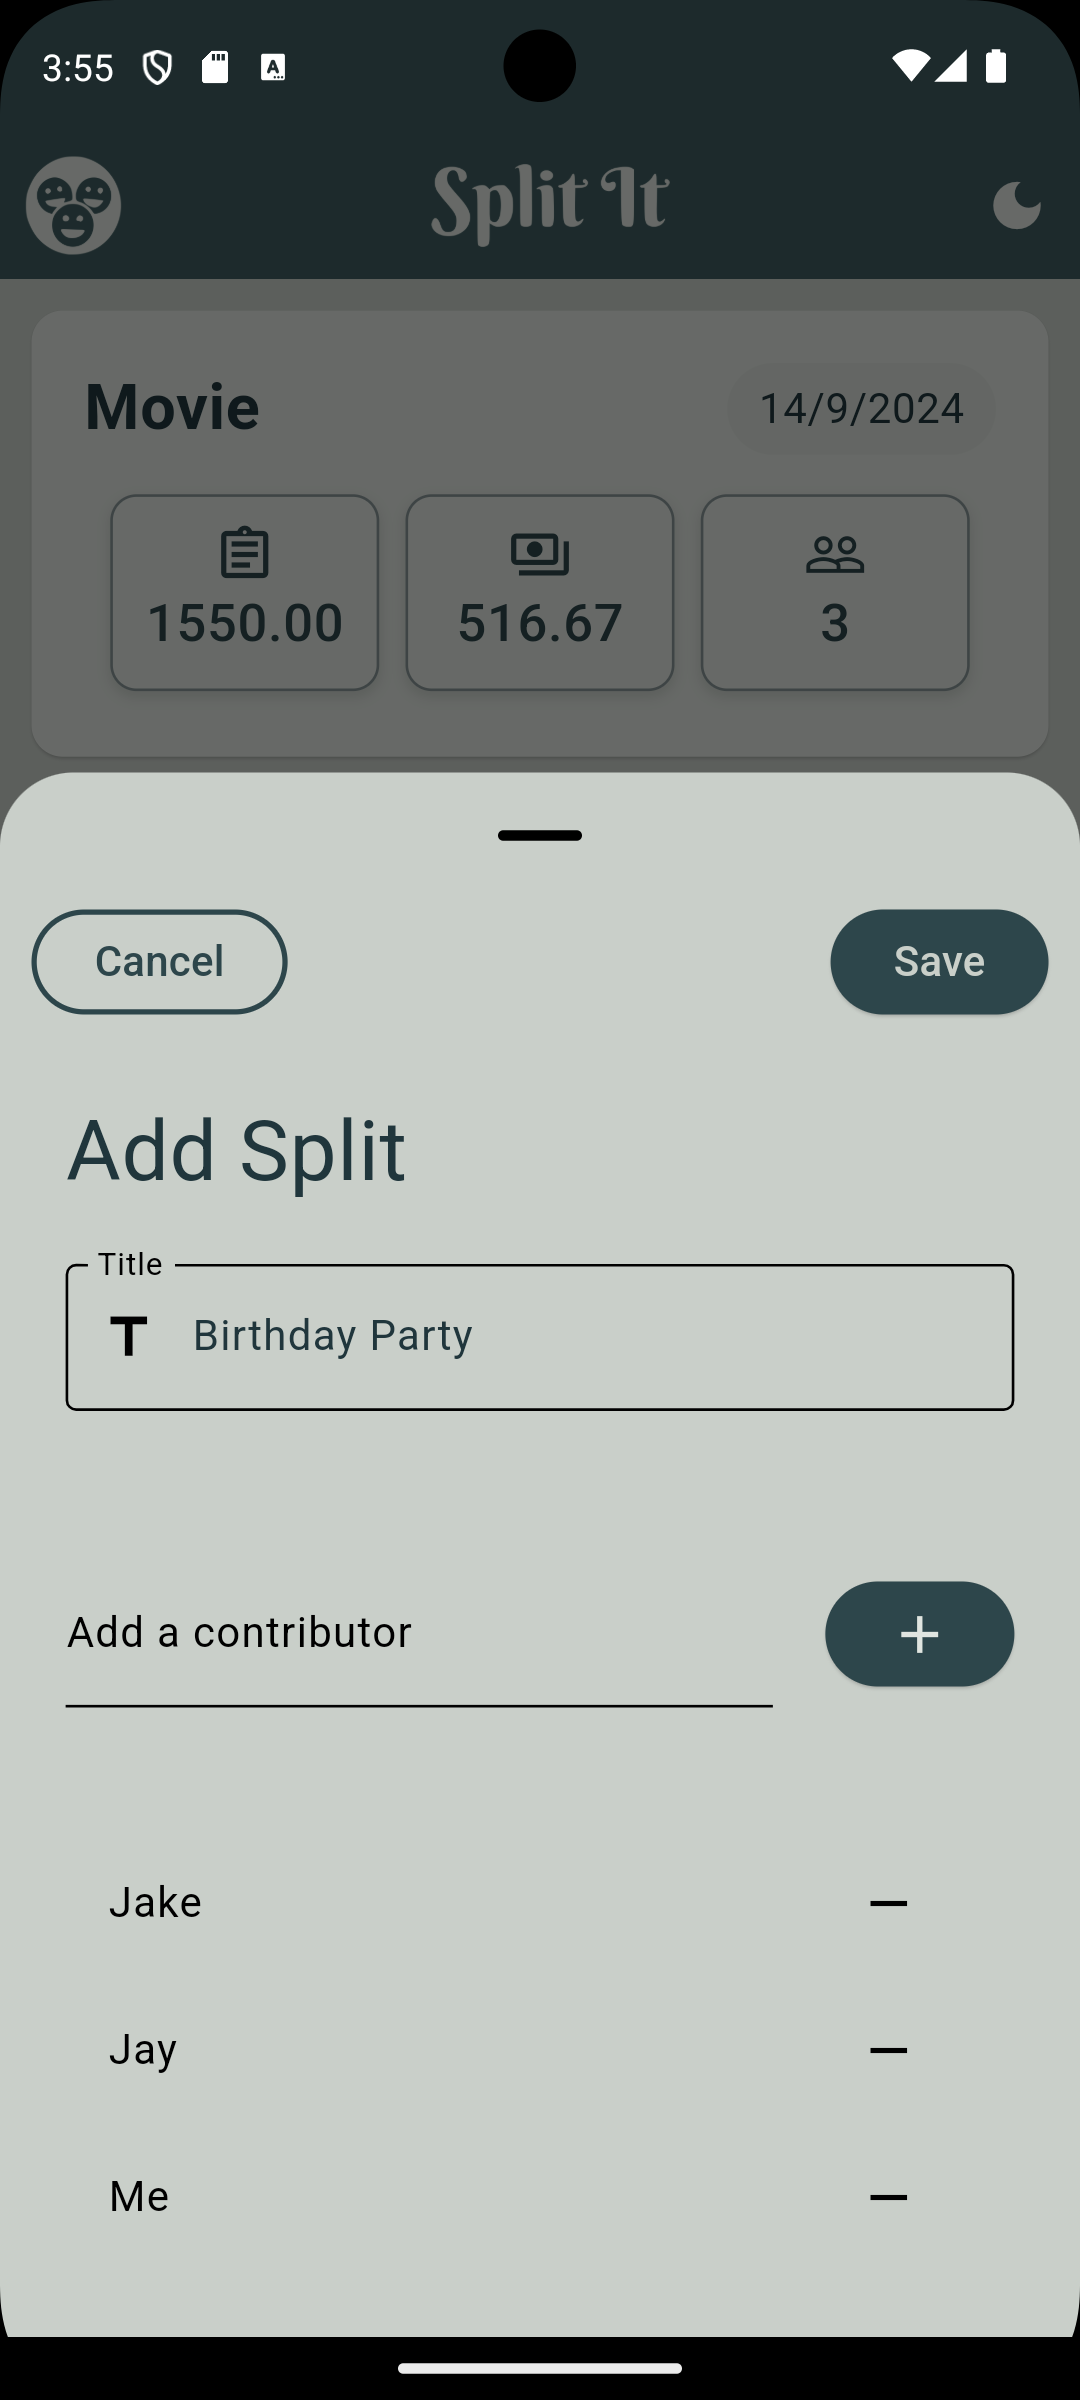 3:55
Split It
Movie
14/9/2024
1550.00
516.67
3
Cancel
Save
Add Split
Title
Birthday Party
Add a contributor
Jake
Jay
Me